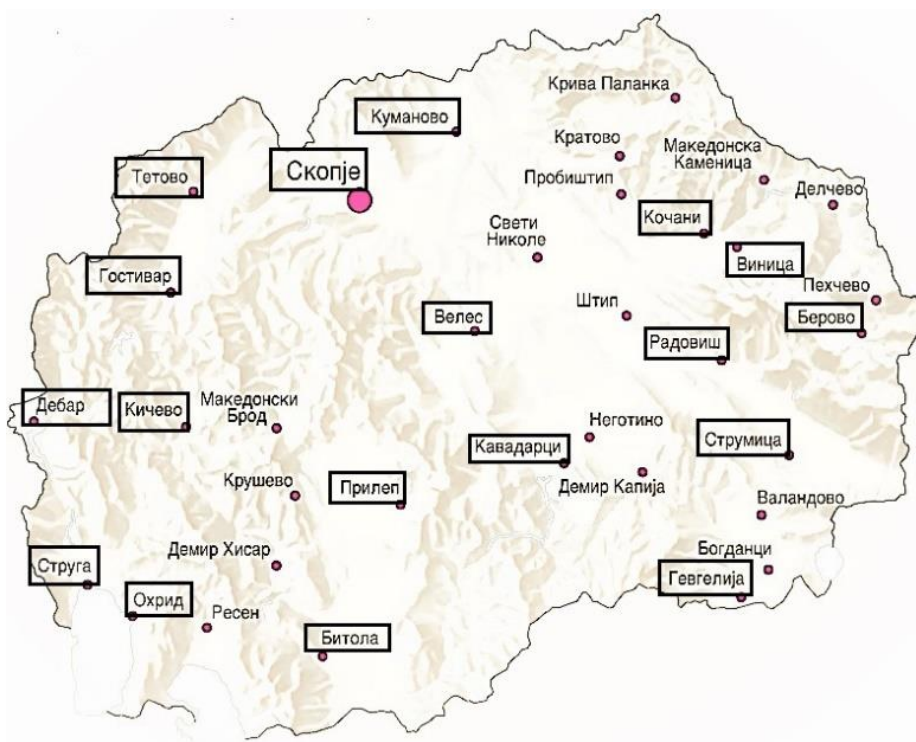 Крива Паланка
Куманово
Кратово
Македонска
Каменица
Скопје
Тетово
Пробиштип
Делчево
Кочани
Свети
Николе
Виница
Гостивар
Пехчево
Штип
Велес
Берово
Радовиш
Дебар
Кичево
Македонски
Брод
Неготино
Струмица
Кавадарци
Крушево
Прилеп
Демир Капија
Валандово
Демир Хисар
Богданци
Струга
Гевгелија
Охрид
Ресен
Битола